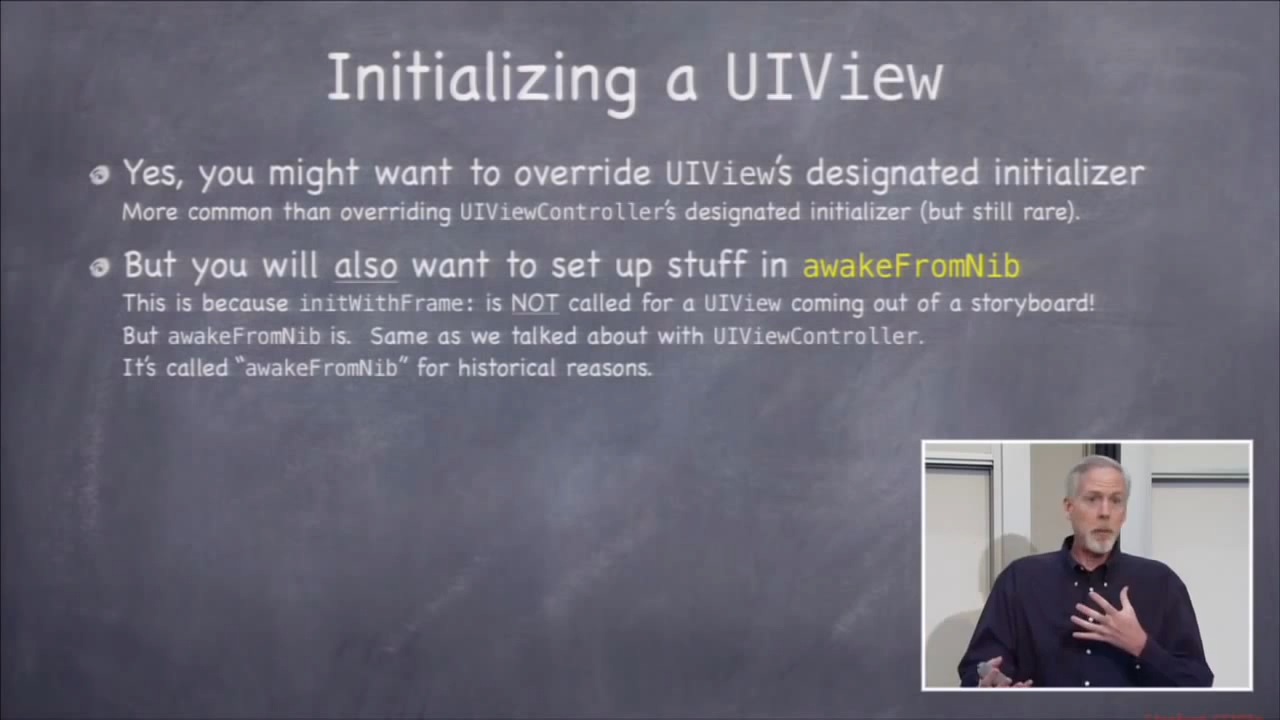 Initializing a UIView
Yes, you might want to override UIView's designated initializer
More common than overriding UIViewController's designated initializer (but still rare).
But you will also want to set up stuff in awakeFromNib
This is because initWithFrame: is NOT called for a UIView coming out of a storyboard!
But awakeFromNib is. Same as we talked about with UIViewController.
It's called “awakeFromNib” for historical reasons.